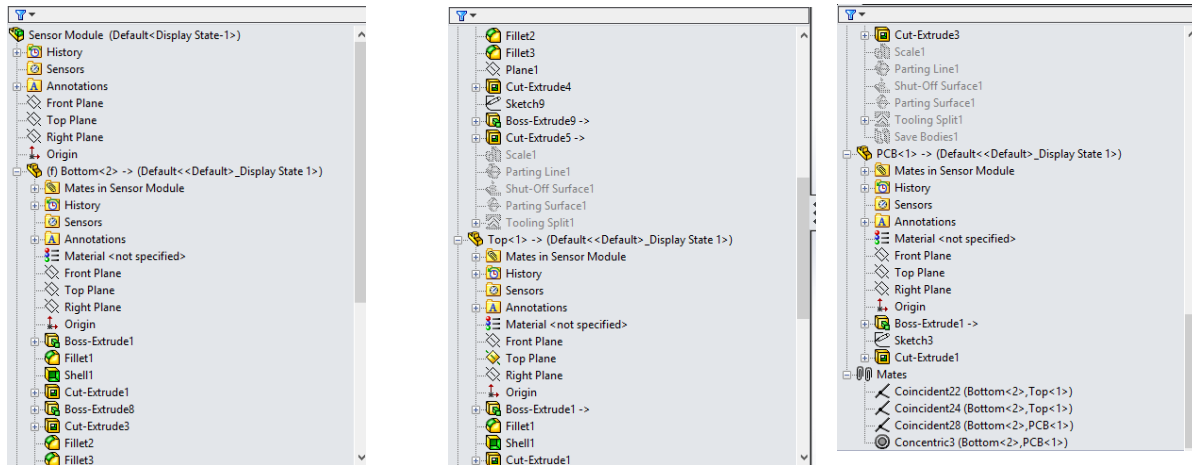 Sensor Module (Default<Display State-1>)
History
Sensors
Annotations
Front Plane
Top Plane
Right Plane
Origin
(f) Bottom<2> -> (Default<<Default>_Display State 1>)
Mates in Sensor Module
History
Sensors
Annotations
Material <not specified>
Front Plane
Top Plane
Right Plane
Origin
Boss-Extrude1
Fillet1
Shell1
Cut-Extrude1
Boss-Extrude8
Cut-Extrude3
Fillet2
Fillet3
Fillet2
Fillet3
Plane1
Cut-Extrude4
Sketch9
Boss-Extrude9 ->
Cut-Extrude5 ->
Scale1
Parting Line1
Shut-Off Surface1
Parting Surface1
Tooling Split1
Top<1> -> (Default<<Default>_Display State 1>)
Mates in Sensor Module
History
Sensors
Annotations
Material <not specified>
Front Plane
Top Plane
Right Plane
Origin
Boss-Extrude1 ->
Fillet1
Shell1
Cut-Extrude1
Cut-Extrude3
Scale1
Parting Line1
Shut-Off Surface1
Parting Surface1
Tooling Split1
Save Bodies1
PCB<1> -> (Default<<Default>_Display State 1>)
Mates in Sensor Module
History
Sensors
Annotations
Material <not specified>
Front Plane
Top Plane
Right Plane
Origin
Boss-Extrude1 ->
Sketch3
Cut-Extrude1
Mates
Coincident22 (Bottom<2>,Top<1>)
Coincident24 (Bottom<2>,Top<1>)
Coincident28 (Bottom<2>,PCB<1>)
Concentric3 (Bottom<2>,PCB<1>)